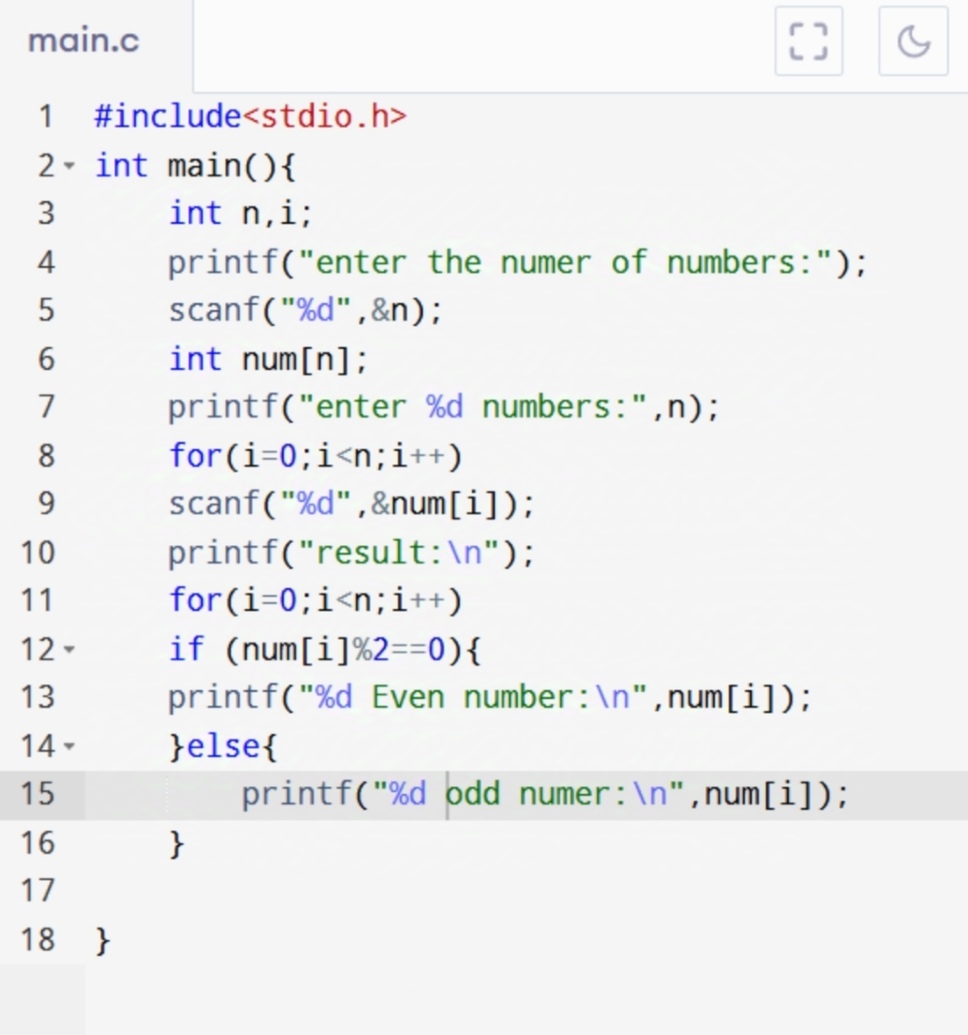 main.c
1 #include<stdio.h>
2 int main(){
3     int n,i;
4     printf("enter the numer of numbers:");
5     scanf("%d",&n);
6     int num[n];
7     printf("enter %d numbers:",n);
8     for(i=0;i<n;i++)
9     scanf("%d",&num[i]);
10     printf("result:\n");
11     for(i=0;i<n;i++)
12     if (num[i]%2==0){
13     printf("%d Even number:\n",num[i]);
14     }else{
15         printf("%d odd numer:\n",num[i]);
16     }
17
18 }